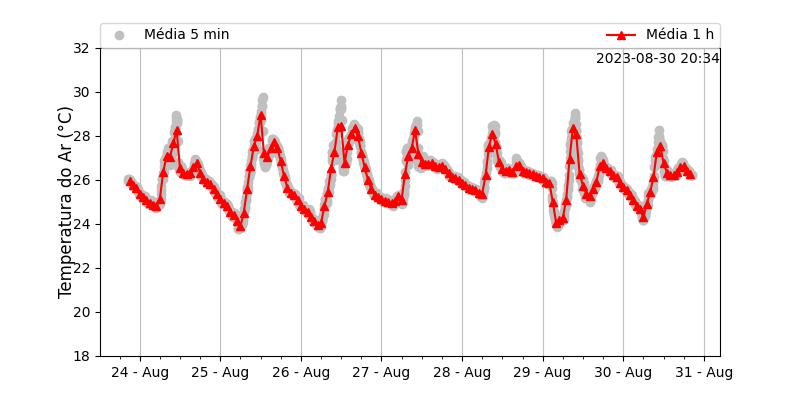 Média 5 min
Média 1 h
2023-08-30 20:34
Temperatura do Ar (°C)
32
30
28
26
24
22
20
18
24 - Aug
25 - Aug
26 - Aug
27 - Aug
28 - Aug
29 - Aug
30 - Aug
31 - Aug